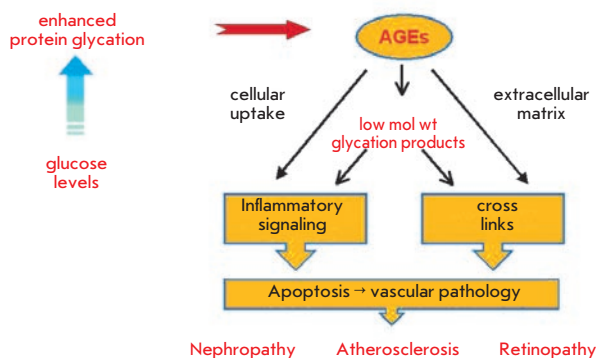 enhanced
protein glycation
AGEs
cellular
uptake
extracellular
matrix
low mol wt
glycation products
glucose
levels
Inflammatory
signaling
cross
links
Apoptosis → vascular pathology
Nephropathy Atherosclerosis Retinopathy